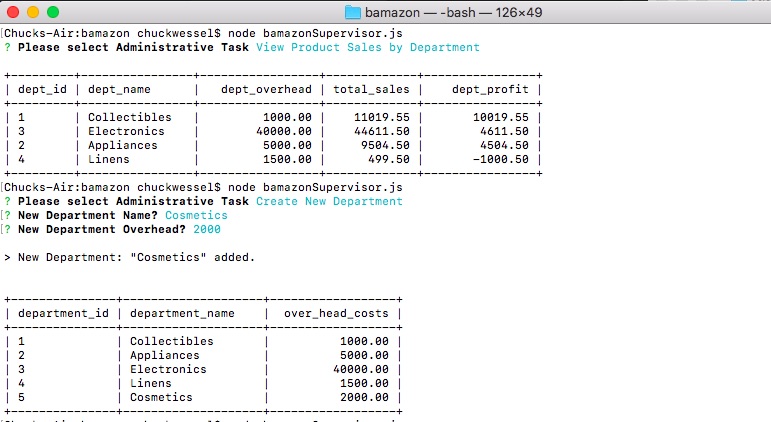 bamazon — -bash — 126×49
[Chucks-Air:bamazon chuckwessel$ node bamazonSupervisor.js
? Please select Administrative Task View Product Sales by Department
| dept_id | dept_name | dept_overhead | total_sales | dept_profit |
| 1 | Collectibles | 1000.00 | 11019.55 | 10019.55 |
| 3 | Electronics | 40000.00 | 44611.50 | 4611.50 |
| 2 | Appliances | 5000.00 | 9504.50 | 4504.50 |
| 4 | Linens | 1500.00 | 499.50 | -1000.50 |
[Chucks-Air:bamazon chuckwessel$ node bamazonSupervisor.js
? Please select Administrative Task Create New Department
[? New Department Name? Cosmetics
[? New Department Overhead? 2000
> New Department: "Cosmetics" added.
| department_id | department_name | over_head_costs |
| 1 | Collectibles | 1000.00 |
| 2 | Appliances | 5000.00 |
| 3 | Electronics | 40000.00 |
| 4 | Linens | 1500.00 |
| 5 | Cosmetics | 2000.00 |